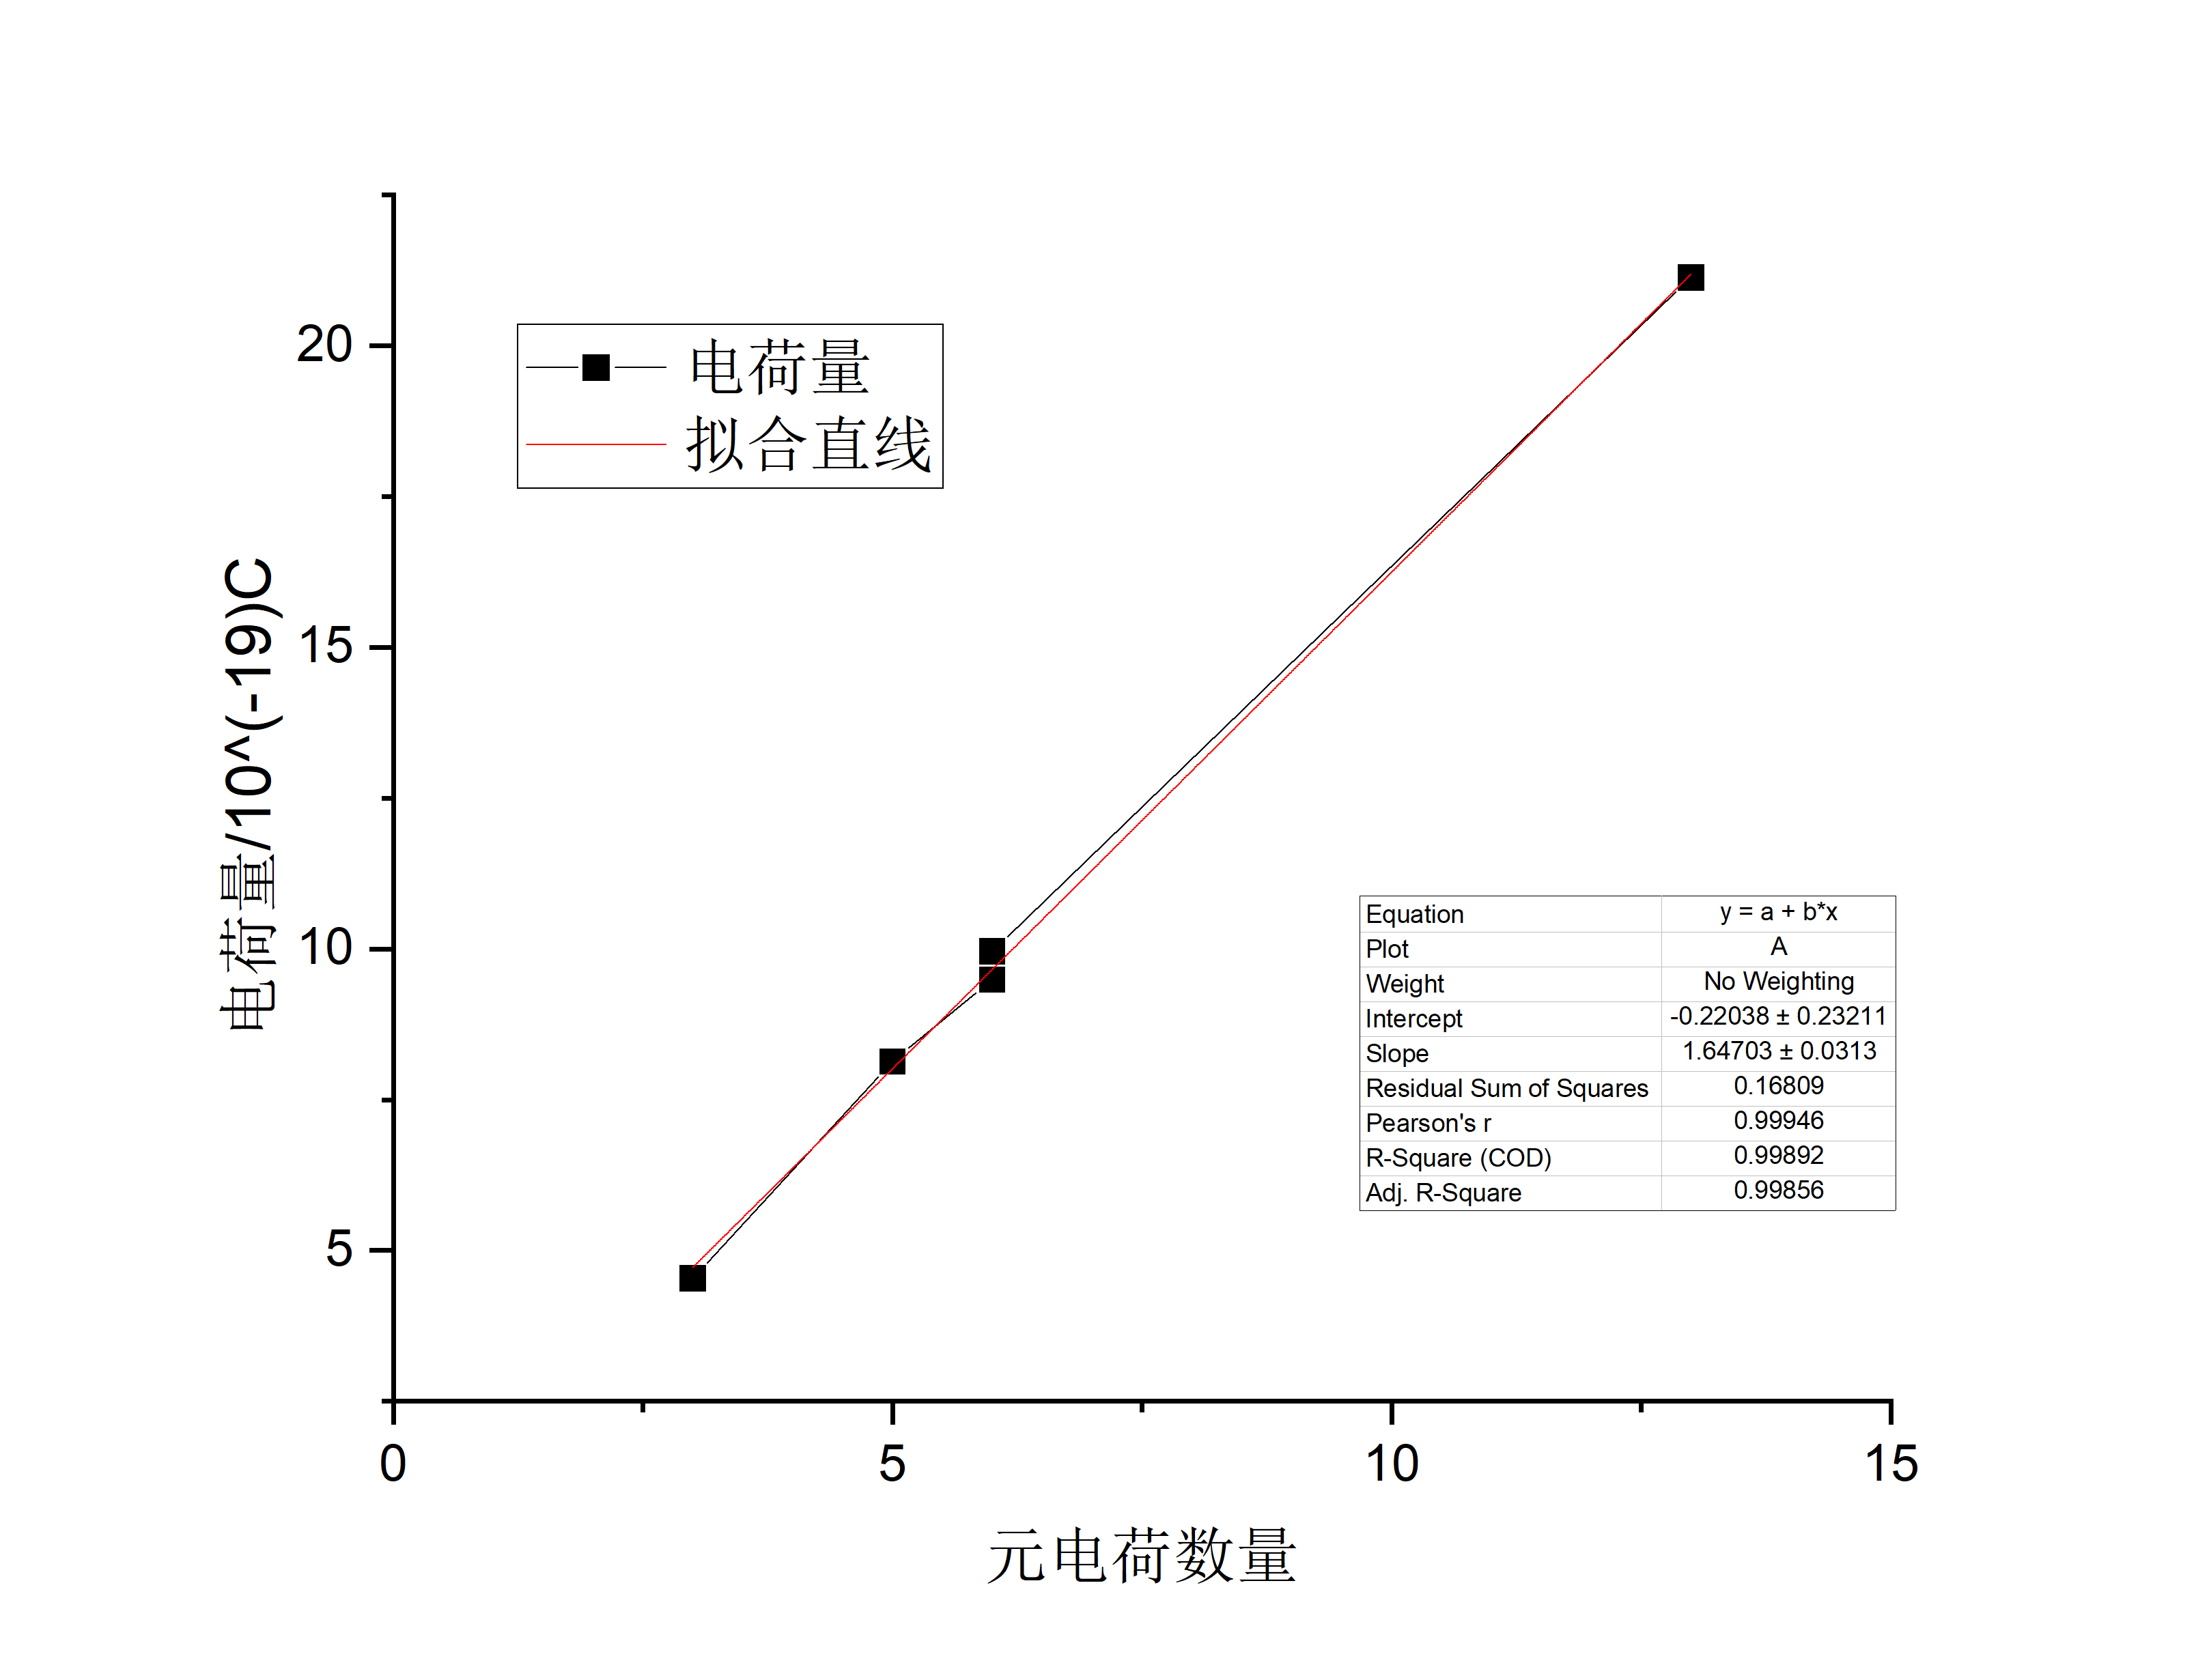 电荷量
拟合直线
电荷量/10^(-19)C
20
15
10
5
0
5
10
15
元电荷数量
Equation y = a + b*x
Plot A
Weight No Weighting
Intercept -0.22038 ± 0.23211
Slope 1.64703 ± 0.0313
Residual Sum of Squares 0.16809
Pearson's r 0.99946
R-Square (COD) 0.99892
Adj. R-Square 0.99856